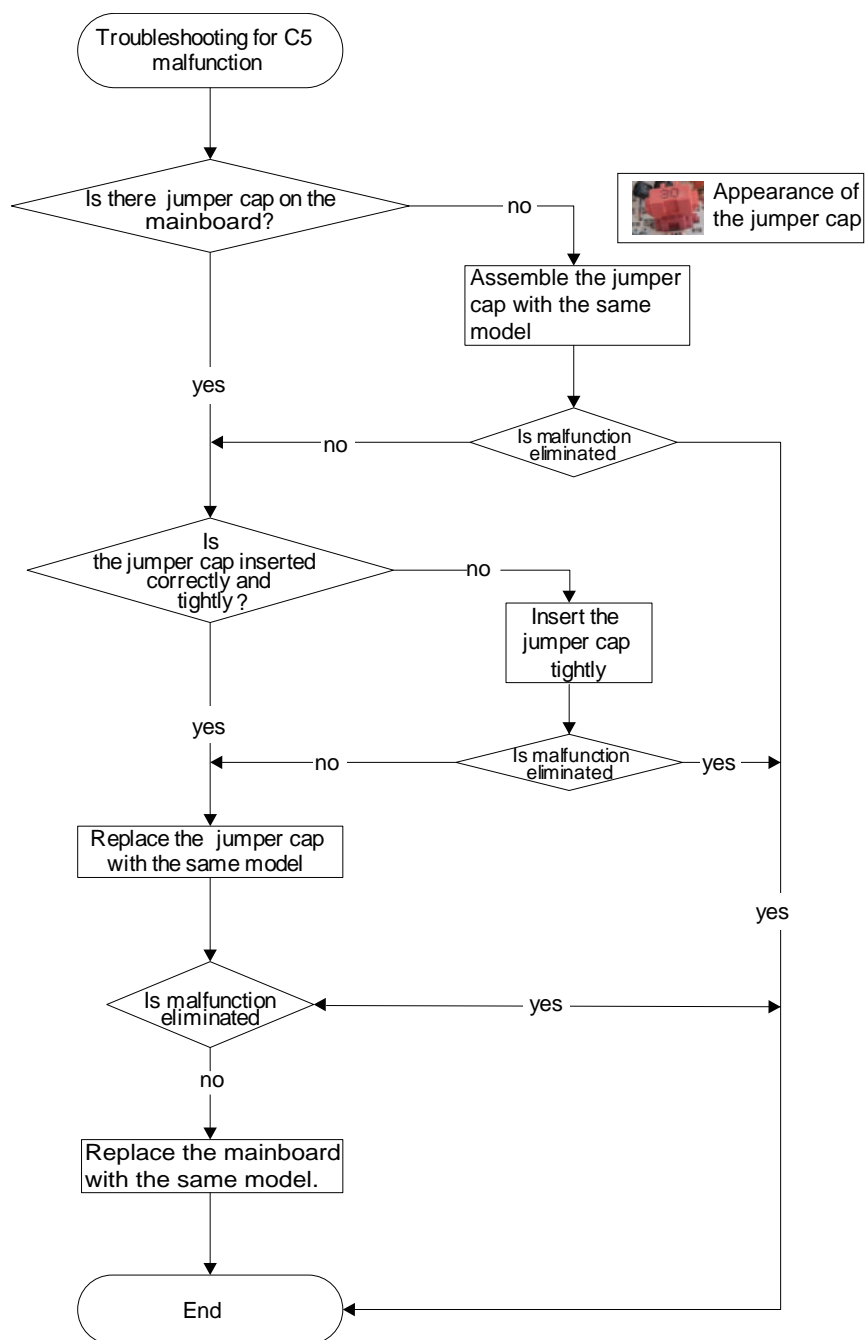 Troubleshooting for C5
malfunction
Is there jumper cap on the
mainboard?
no
Appearance of
the jumper cap
Assemble the jumper
cap with the same
model
yes
no
Is malfunction
eliminated
Is
the jumper cap inserted
correctly and
tightly?
no
Insert the
jumper cap
tightly
yes
no
Is malfunction
eliminated
yes
Replace the jumper cap
with the same model
yes
Is malfunction
eliminated
yes
no
Replace the mainboard
with the same model.
End